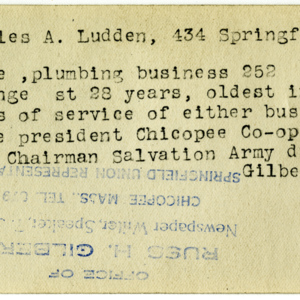 les A. Ludden, 434 Springf
e ,plumbing business 252
nge st 28 years, oldest i
s of service of either bus
e president Chicopee Co-op
Chairman Salvation Army d
Gilbe
SPRINGFIELD UNION REPRESENTA
CHICOPEE MASS. TEL
Newspaper Writer, Speaker,
RUSS H. GILBER
OFFICE OF